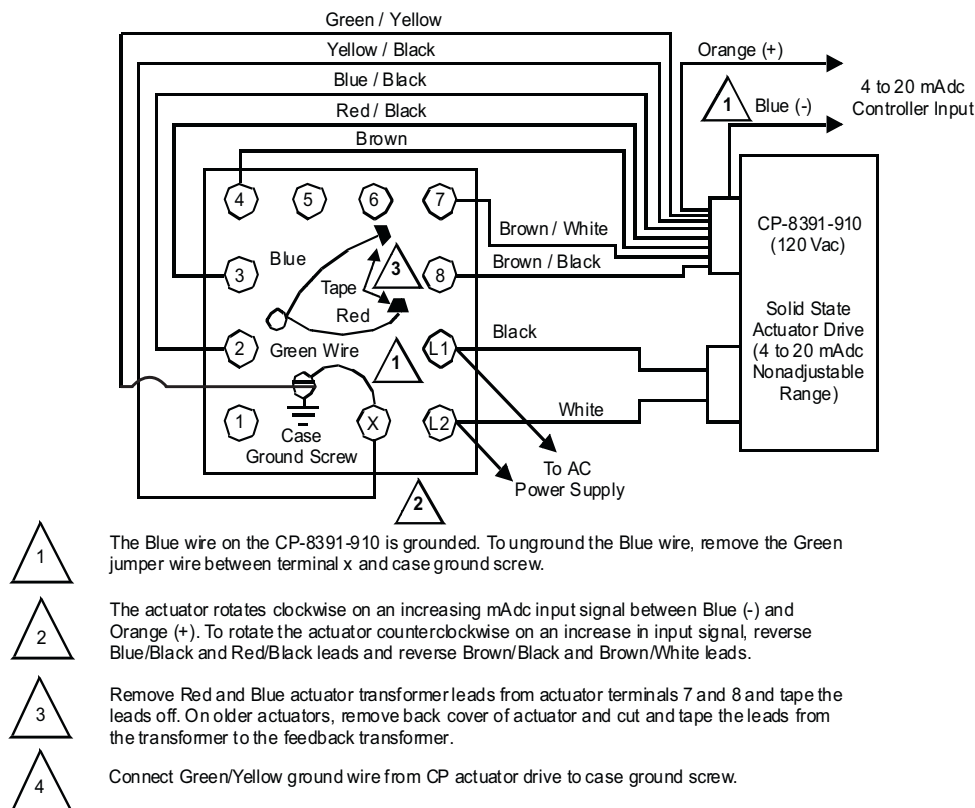 Green / Yellow
Yellow / Black
Blue / Black
Red / Black
Brown
Orange (+)
1
Blue (-)
4 to 20 mAdc
Controller Input
4
5
6
7
Brown / White
CP-8391-910
(120 Vac)
3
Blue
Tape
3
8
Brown / Black
Red
Solid State
Actuator Drive
(4 to 20 mAdc
Nonadjustable
Range)
2
Green Wire
1
L1
Black
1
Case
Ground Screw
X
L2
White
To AC
Power Supply
2
1
The Blue wire on the CP-8391-910 is grounded. To unground the Blue wire, remove the Green
jumper wire between terminal x and case ground screw.
2
The actuator rotates clockwise on an increasing mAdc input signal between Blue (-) and
Orange (+). To rotate the actuator counterclockwise on an increase in input signal, reverse
Blue/Black and Red/Black leads and reverse Brown/Black and Brown/White leads.
3
Remove Red and Blue actuator transformer leads from actuator terminals 7 and 8 and tape the
leads off. On older actuators, remove back cover of actuator and cut and tape the leads from
the transformer to the feedback transformer.
4
Connect Green/Yellow ground wire from CP actuator drive to case ground screw.